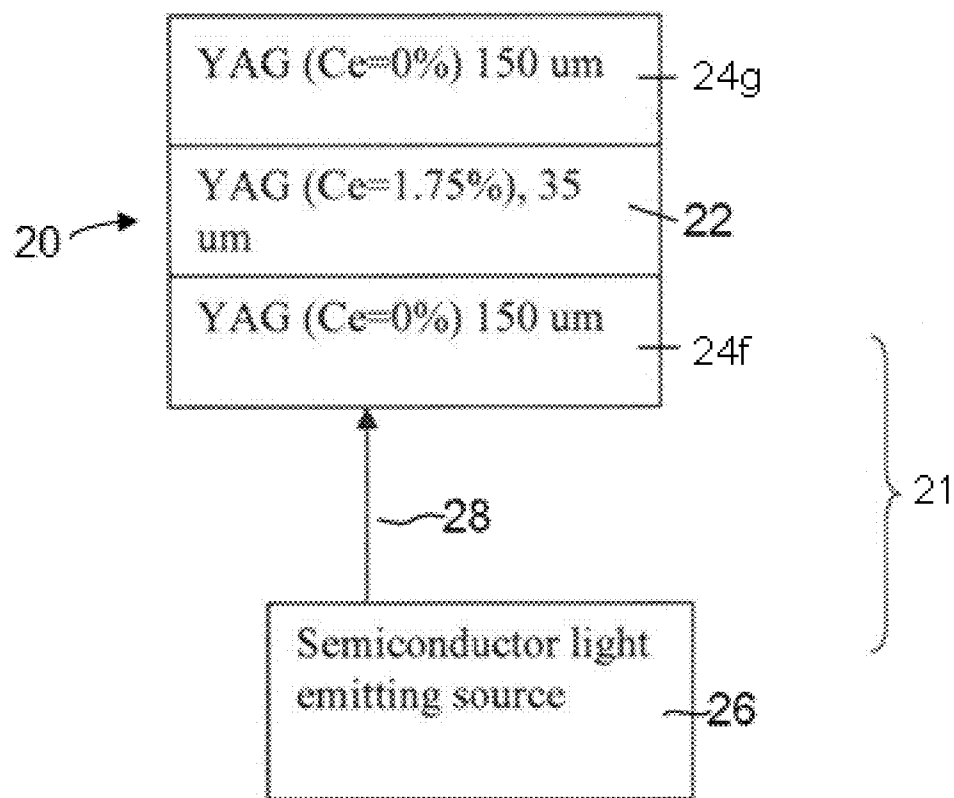 YAG (Ce=0%) 150 um
24g
YAG (Ce=1.75%), 35
um
22
20
YAG (Ce=0%) 150 um
24f
21
28
Semiconductor light
emitting source
26